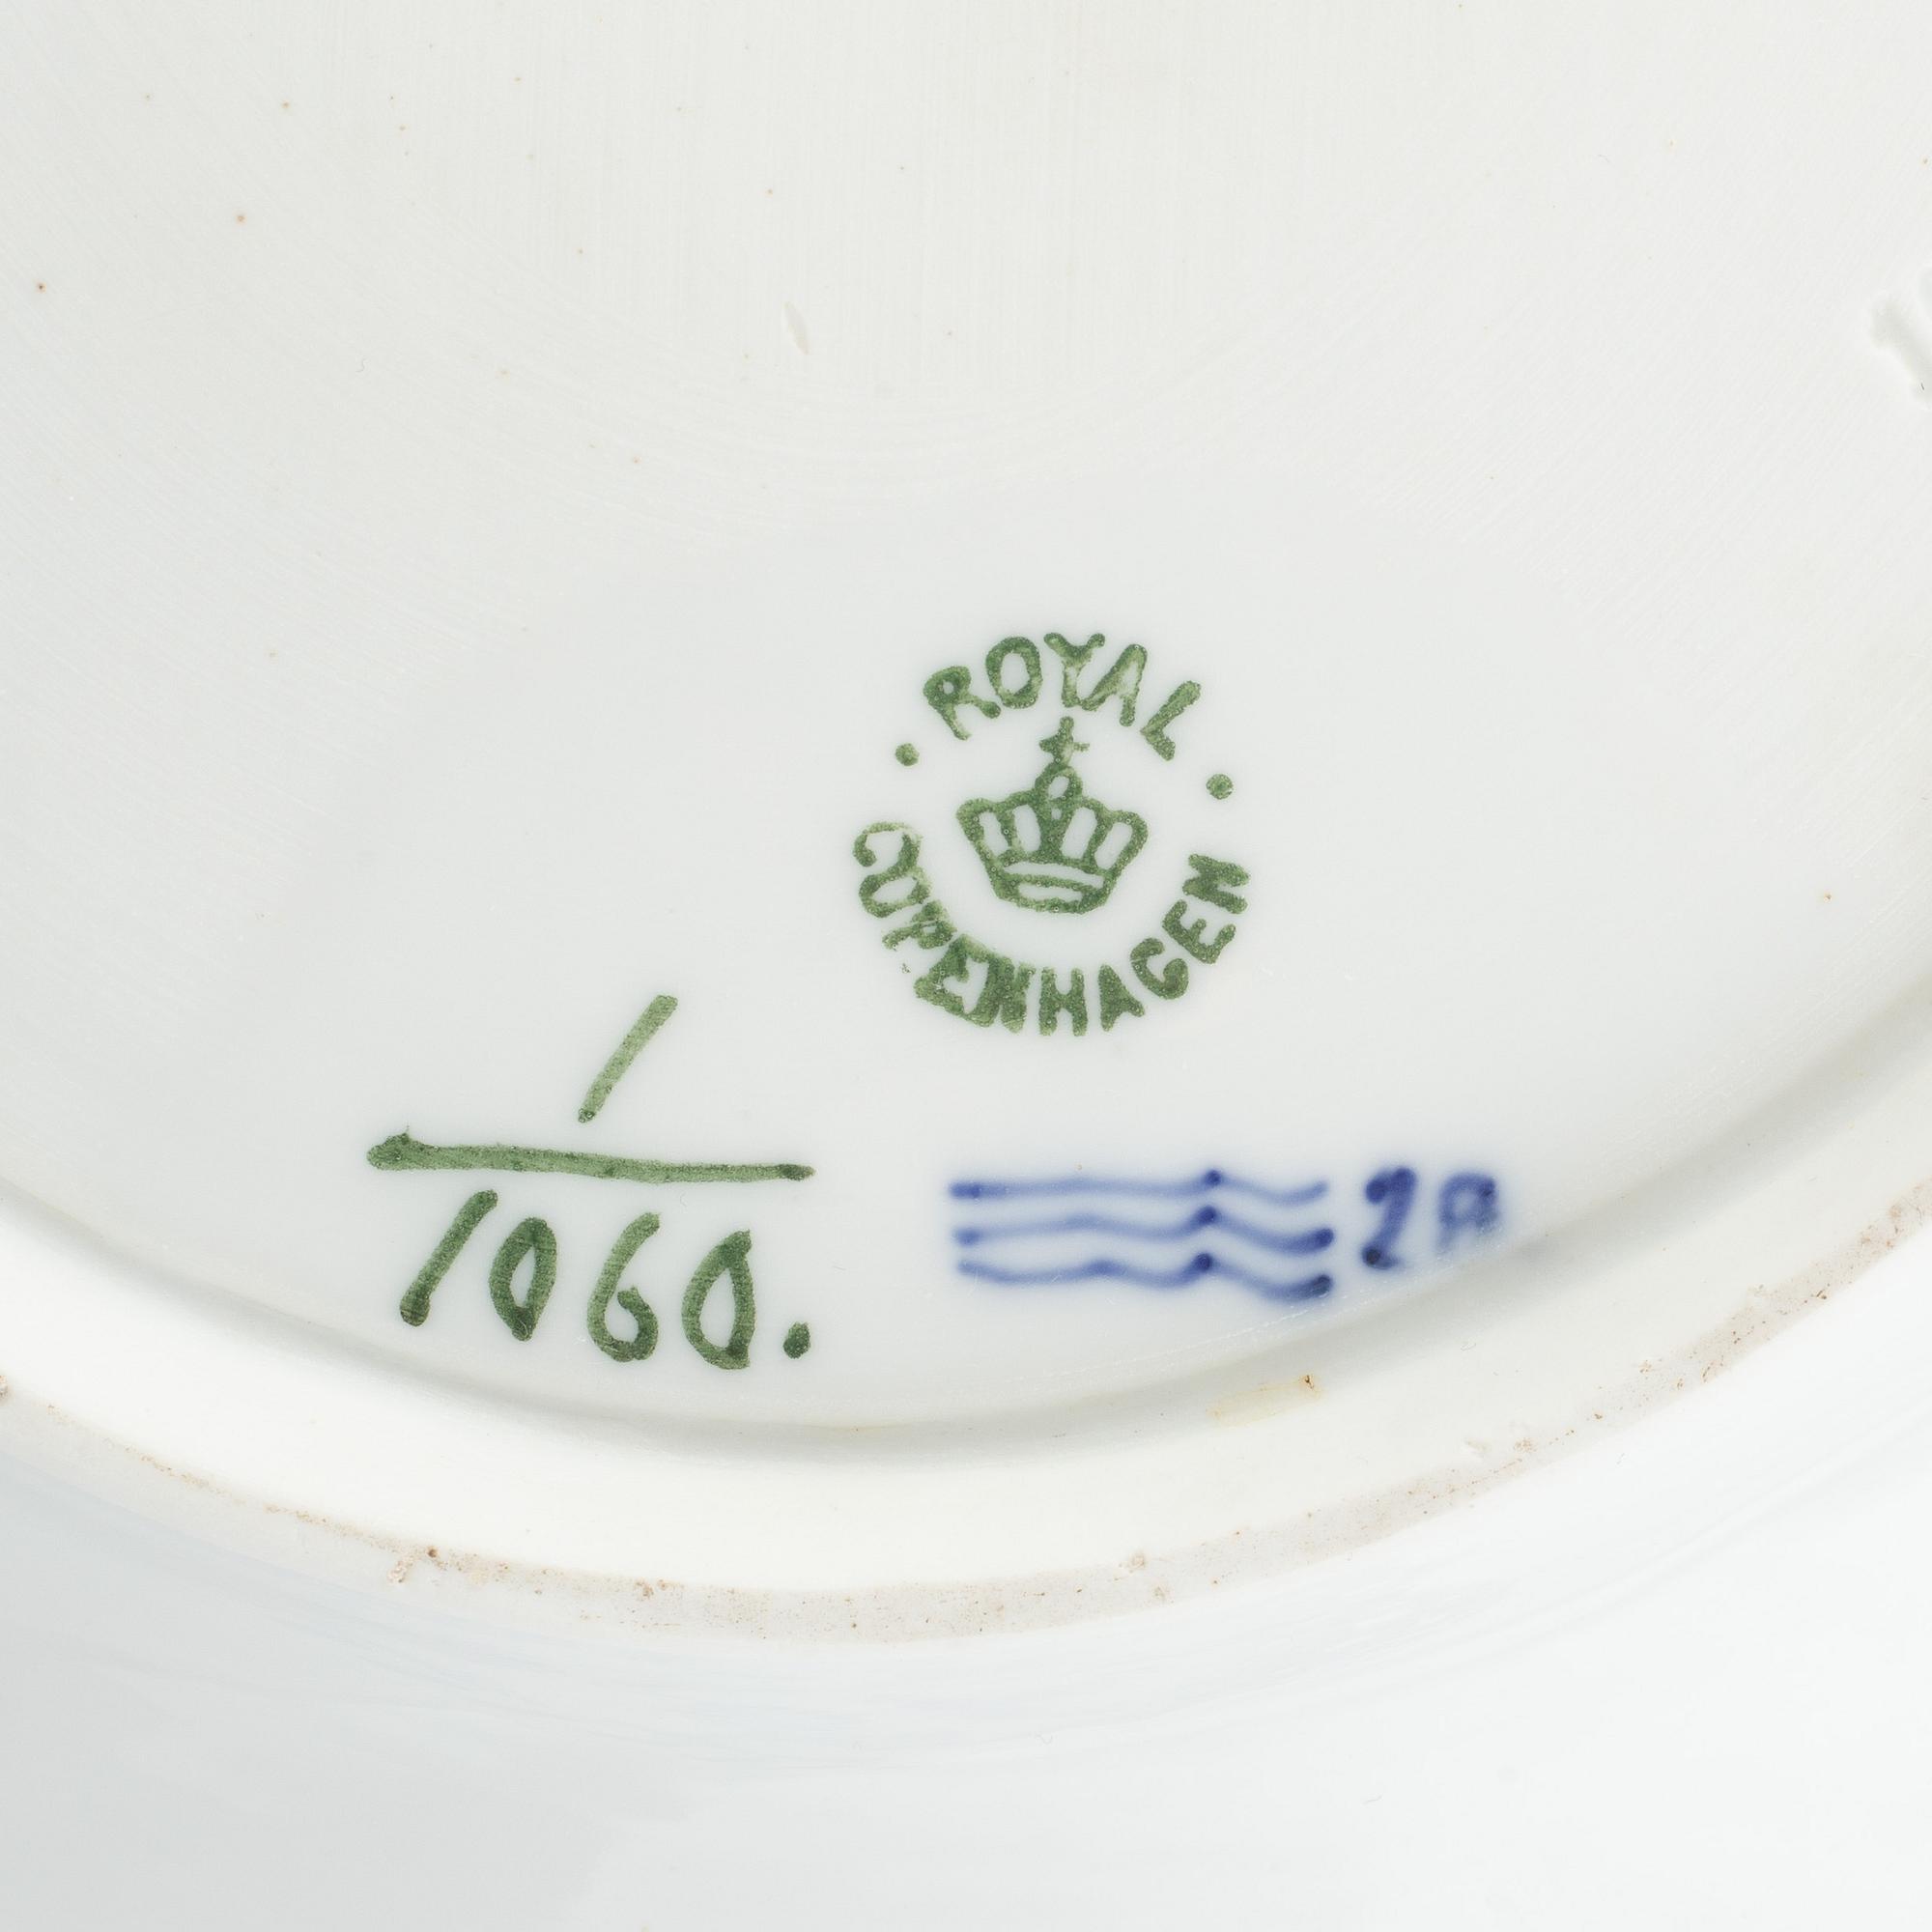 · ROYAL ·
COPENHAGEN
1
1060.